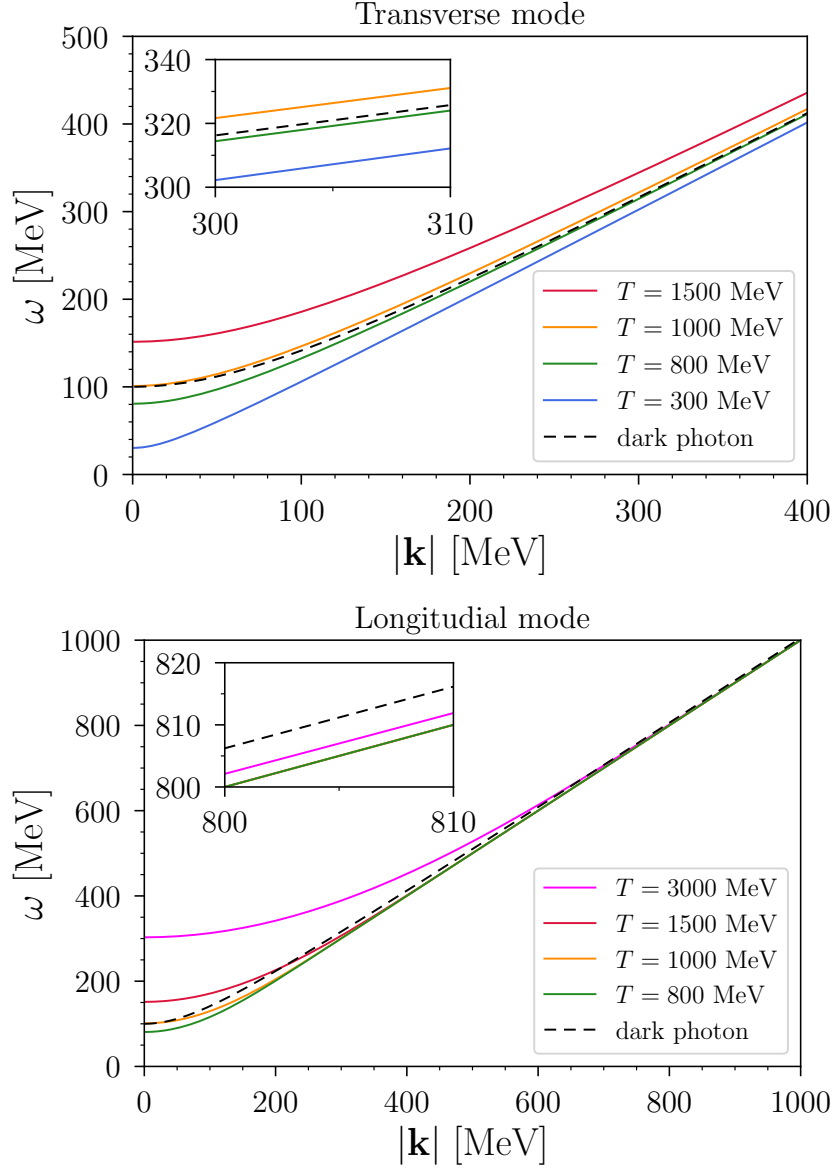 Transverse mode
500
400
300
200
100
0
ω [MeV]
340
320
300
300
310
T = 1500 MeV
T = 1000 MeV
T = 800 MeV
T = 300 MeV
dark photon
0
100
200
300
400
|k| [MeV]
Longitudial mode
1000
800
600
400
200
0
ω [MeV]
820
810
800
800
810
T = 3000 MeV
T = 1500 MeV
T = 1000 MeV
T = 800 MeV
dark photon
0
200
400
600
800
1000
|k| [MeV]